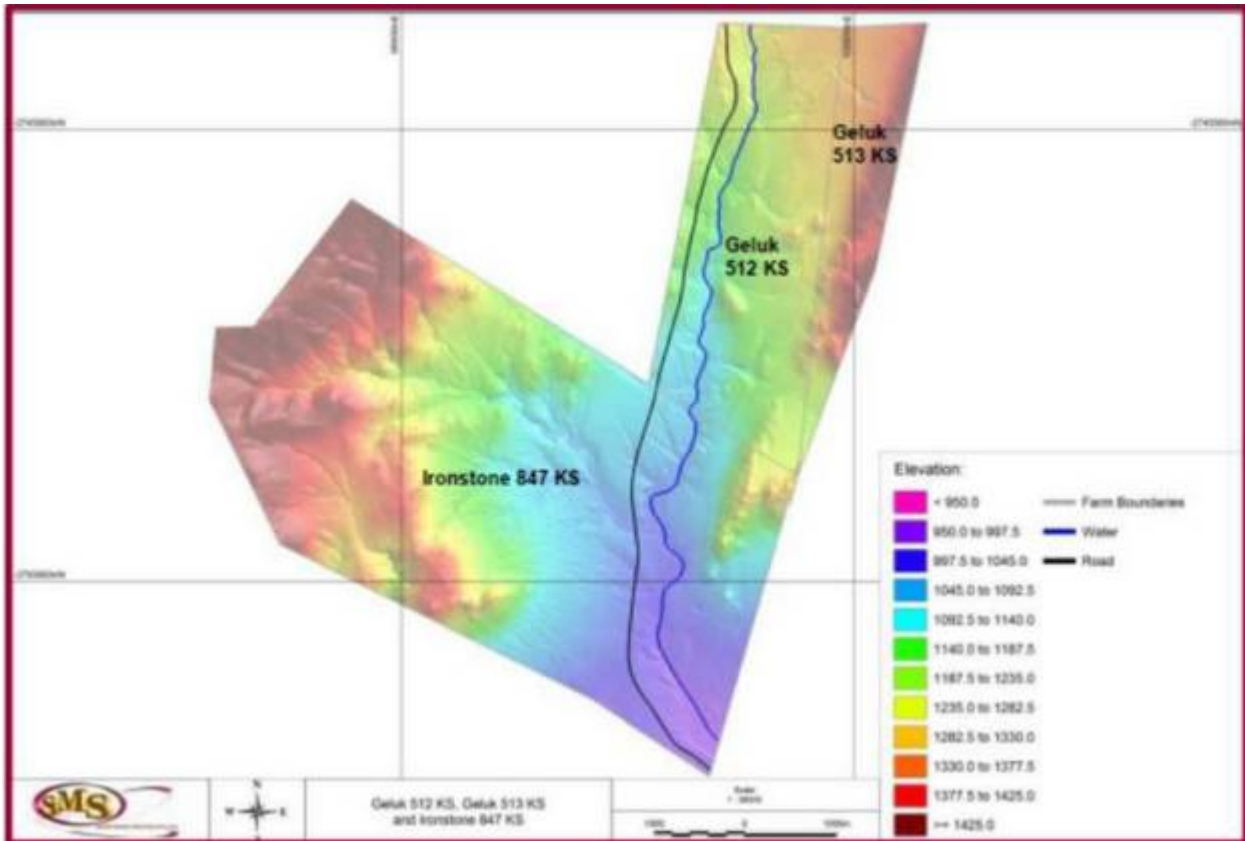 Geluk
513 KS
Geluk
512 KS
Ironstone 847 KS
Elevation:
< 950.0
950.0 to 997.5
997.5 to 1045.0
1045.0 to 1092.5
1092.5 to 1140.0
1140.0 to 1187.5
1187.5 to 1235.0
1235.0 to 1282.5
1282.5 to 1330.0
1330.0 to 1377.5
1377.5 to 1425.0
>= 1425.0
Farm Boundaries
Water
Road
SMS
N
W E
S
Geluk 512 KS, Geluk 513 KS
and Ironstone 847 KS
Scale:
1000 0 1000m